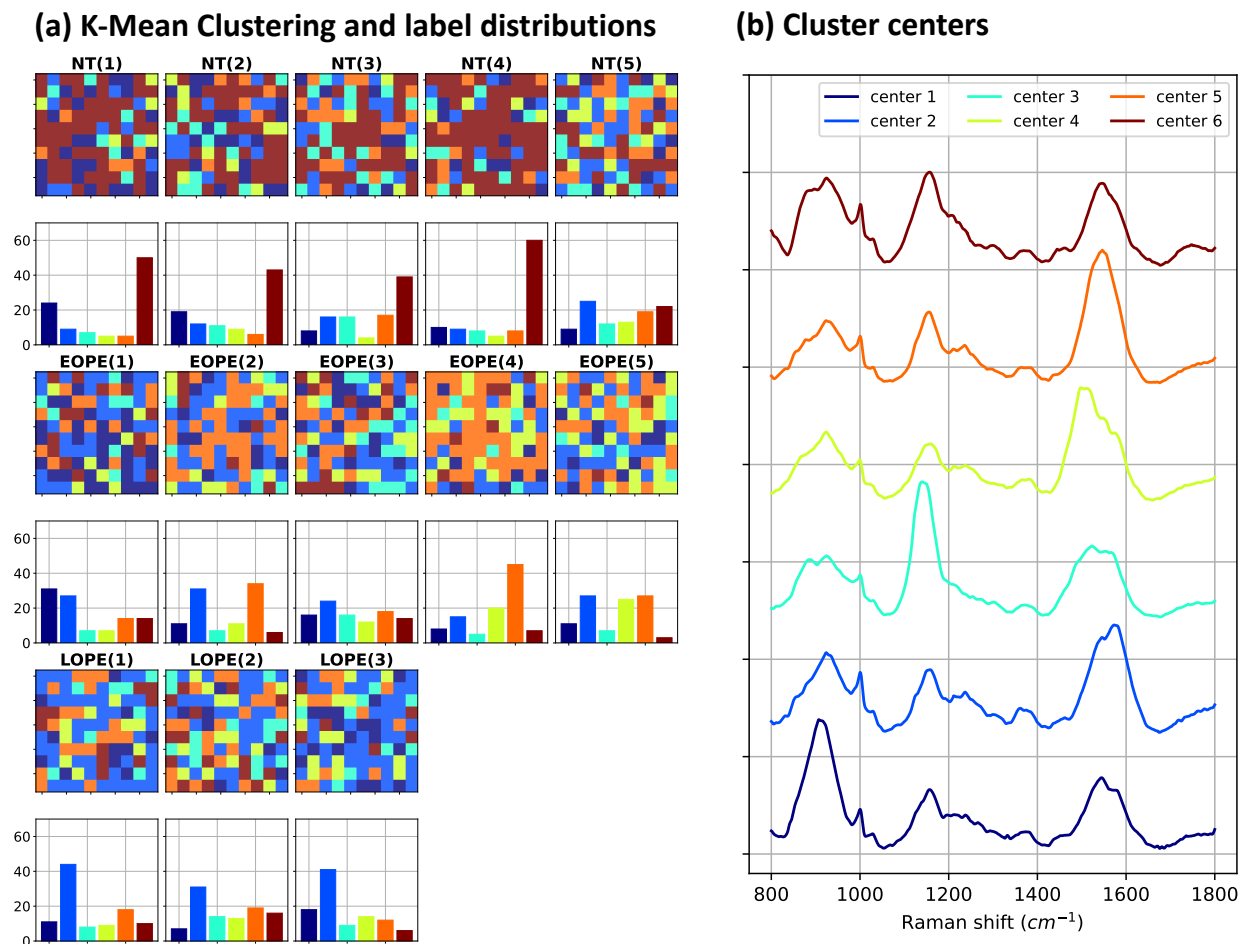 (a) K-Mean Clustering and label distributions
NT(1) NT(2) NT(3) NT(4) NT(5)
60
40
20
0
EOPE(1) EOPE(2) EOPE(3) EOPE(4) EOPE(5)
60
40
20
0
LOPE(1) LOPE(2) LOPE(3)
60
40
20
0
(b) Cluster centers
center 1 center 3 center 5
center 2 center 4 center 6
800 1000 1200 1400 1600 1800
Raman shift (cm⁻¹)